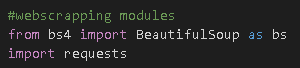 #webscrapping modules
from bs4 import BeautifulSoup as bs
import requests